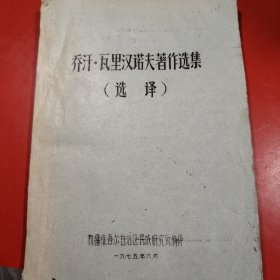 乔汗·瓦里汉诺夫著作选集
（选译）
新疆维吾尔自治区民族研究所编译
一九七五年六月